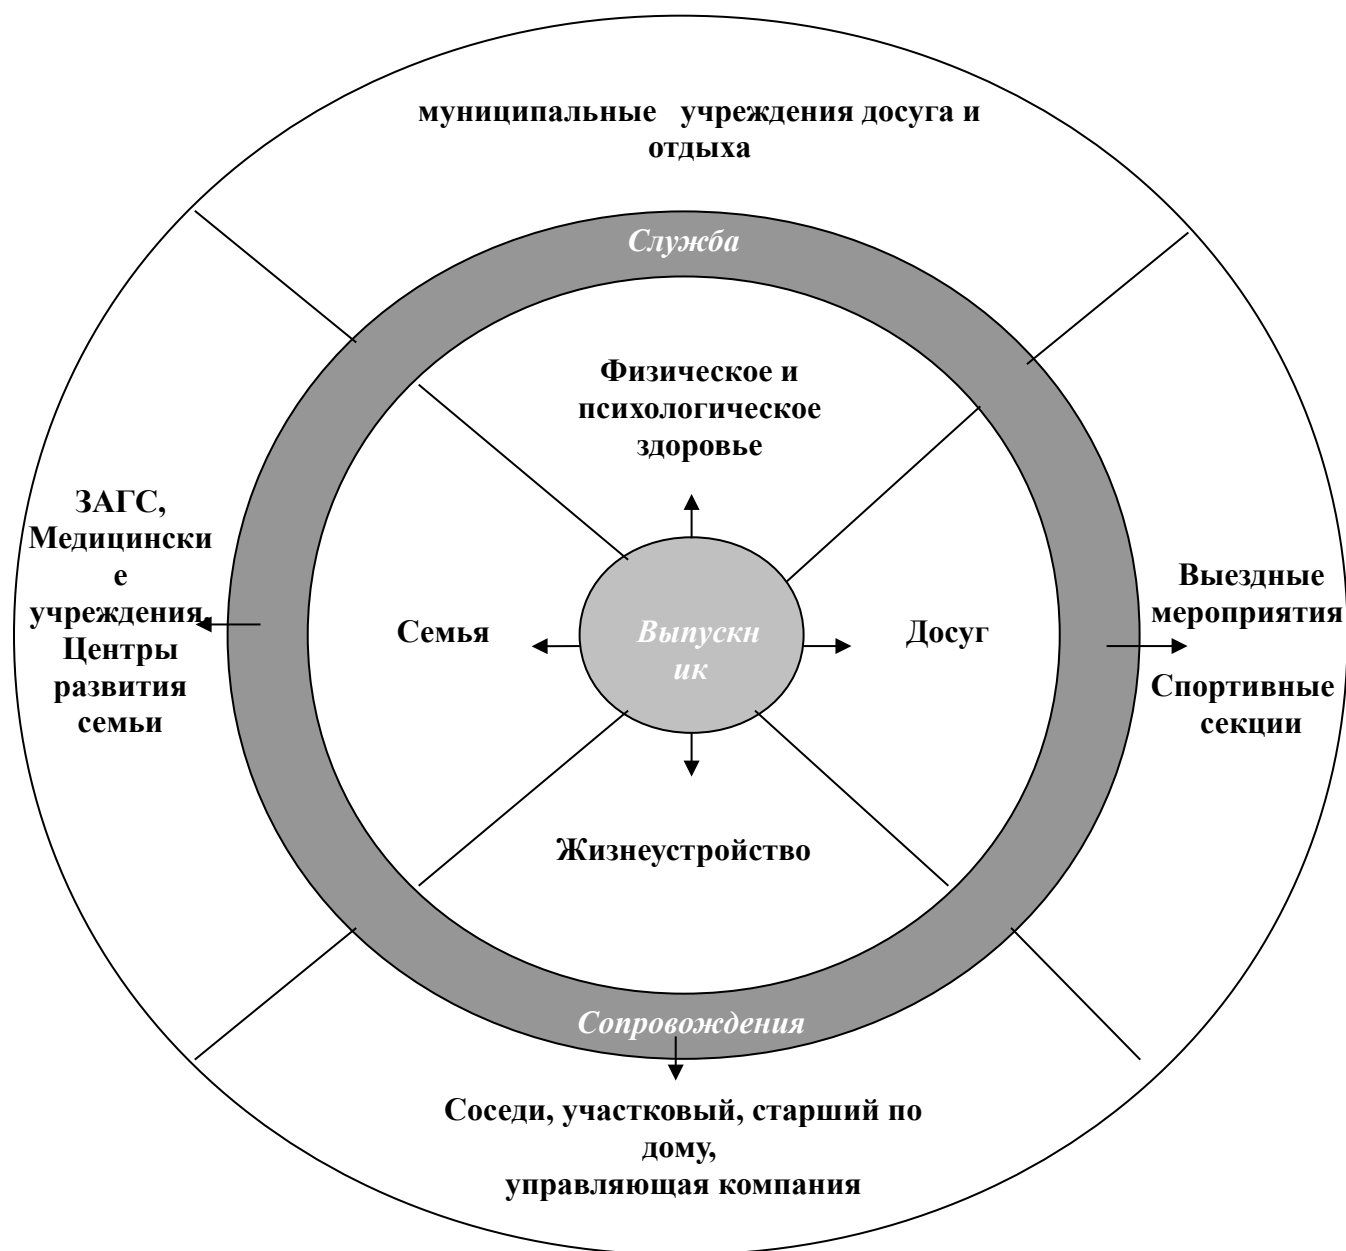 муниципальные учреждения досуга и
отдыха
Служба
Физическое и
психологическое
здоровье
ЗАГС,
Медицински
е
учреждения,
Центры
развития
семьи
Семья
Выпускн
ик
Досуг
Выездные
мероприятия
Спортивные
секции
Жизнеустройство
Сопровождения
Соседи, участковый, старший по
дому,
управляющая компания